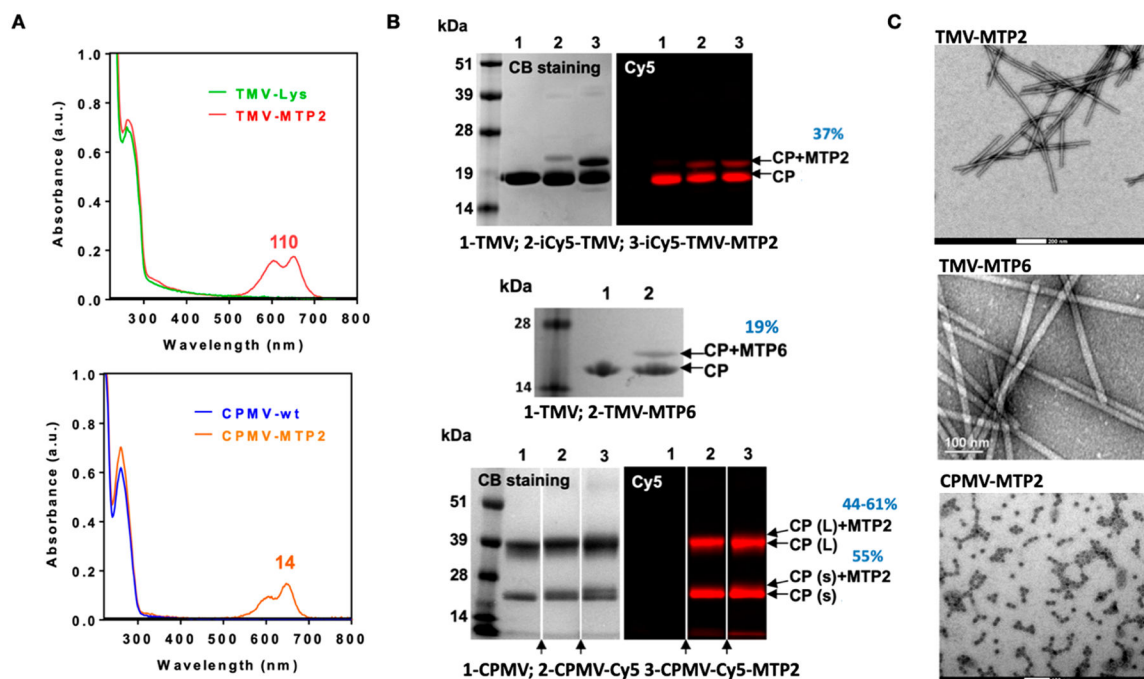 A
1.0
0.8
0.6
0.4
0.2
0.0
Absorbance (a.u.)
TMV-Lys
TMV-MTP2
110
300 400 500 600 700 800
Wavelength (nm)
1.0
0.8
0.6
0.4
0.2
0.0
Absorbance (a.u.)
CPMV-wt
CPMV-MTP2
14
300 400 500 600 700 800
Wavelength (nm)
B
kDa
1 2 3 1 2 3
CB staining Cy5
51
39
28
19
14
37%
CP+MTP2
CP
1-TMV; 2-iCy5-TMV; 3-iCy5-TMV-MTP2
kDa
1 2
28
14
19%
CP+MTP6
CP
1-TMV; 2-TMV-MTP6
kDa
1 2 3 1 2 3
CB staining Cy5
51
39
28
14
44-61%
CP (L)+MTP2
CP (L)
55%
CP (s)+MTP2
CP (s)
1-CPMV; 2-CPMV-Cy5 3-CPMV-Cy5-MTP2
C
TMV-MTP2
200 nm
TMV-MTP6
100 nm
CPMV-MTP2